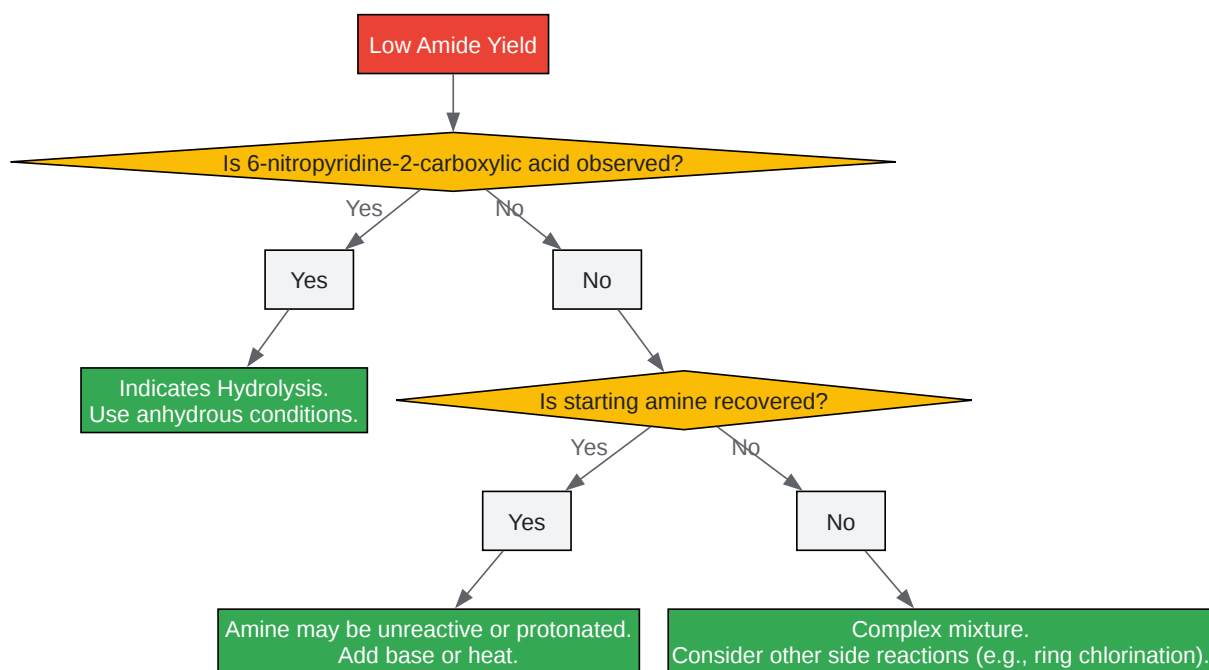 Low Amide Yield
Is 6-nitropyridine-2-carboxylic acid observed?
Yes
No
Yes
No
Indicates Hydrolysis.
Use anhydrous conditions.
Is starting amine recovered?
Yes
No
Yes
No
Amine may be unreactive or protonated.
Add base or heat.
Complex mixture.
Consider other side reactions (e.g., ring chlorination).